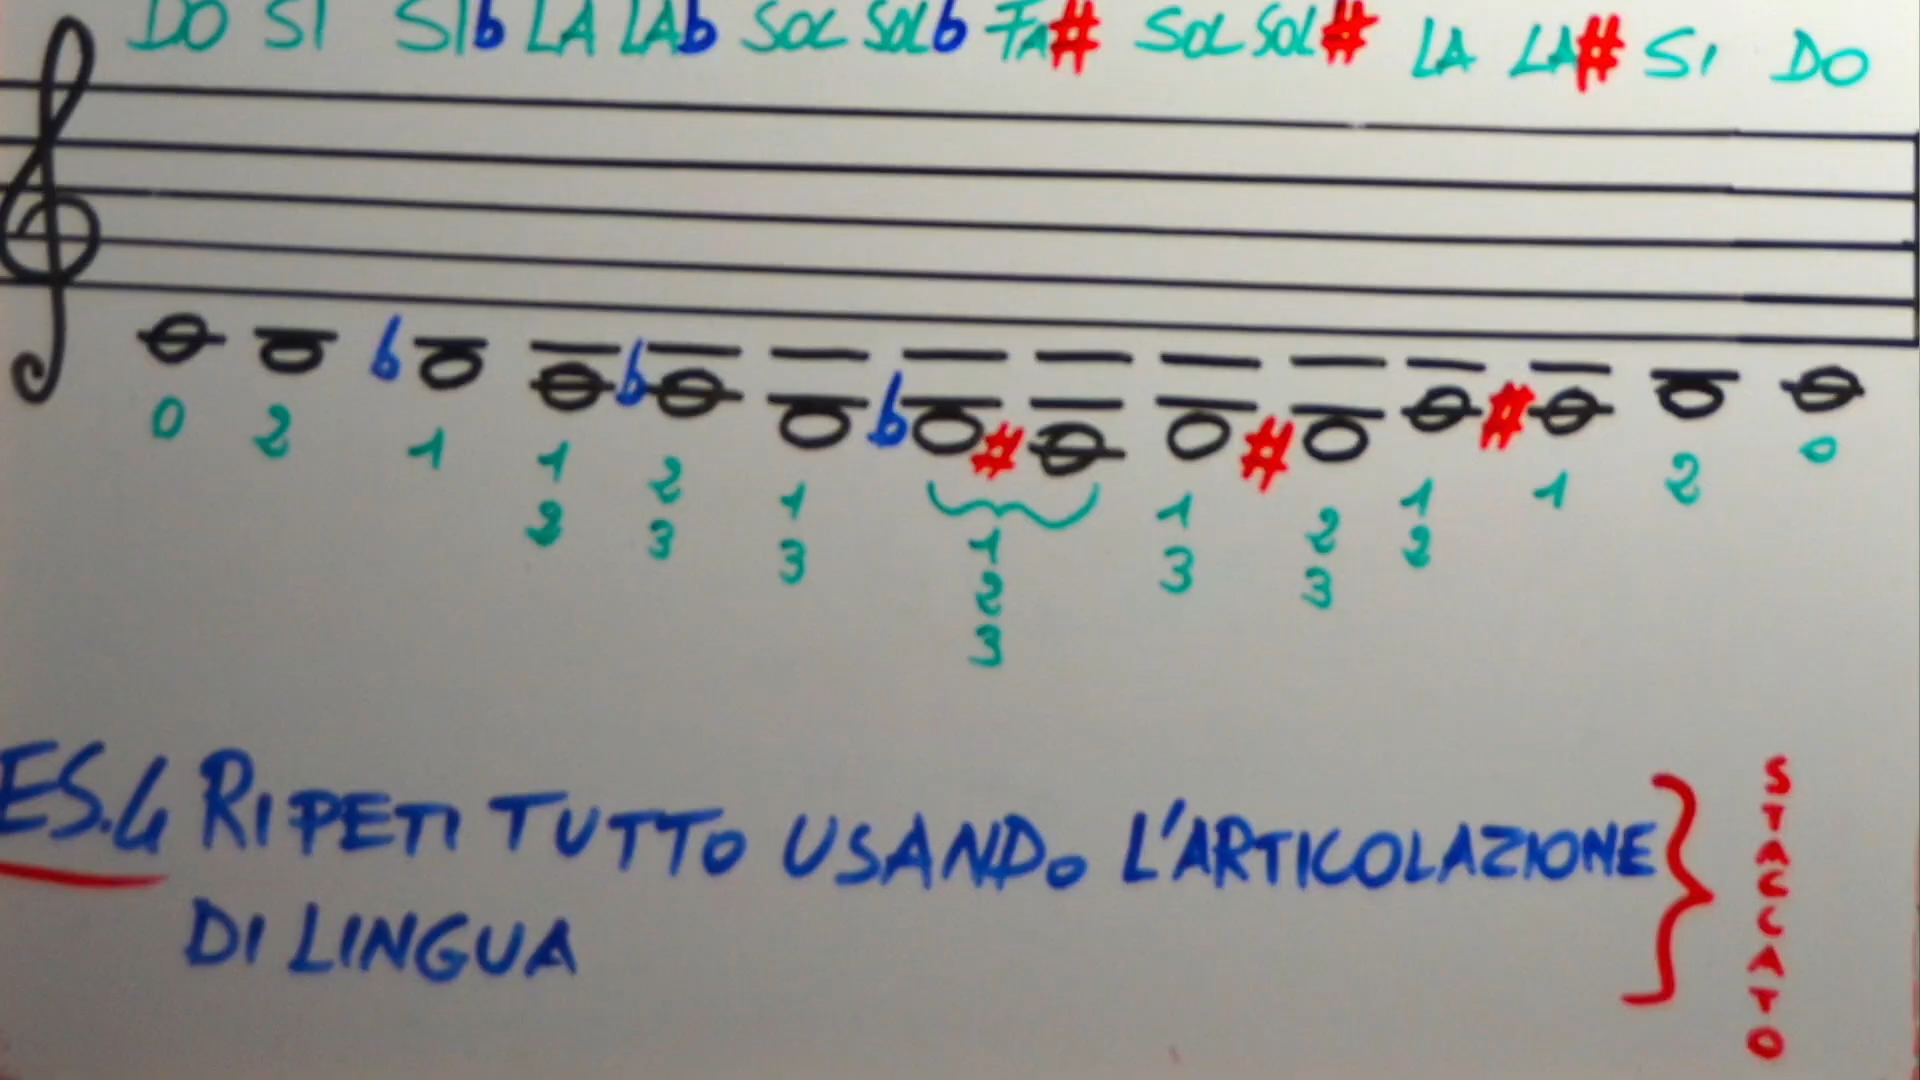 DO SI SIb LA LAb SOL SOLb FA# SOL SOL# LA LA# SI DO
b b b # # #
0 2 1 1 2 1 1 2 1 1 2 0
2 3 3 1 3 2 2
3 3
2
3
ES.4 RIPETI TUTTO USANDO L'ARTICOLAZIONE
DI LINGUA
STACCATO